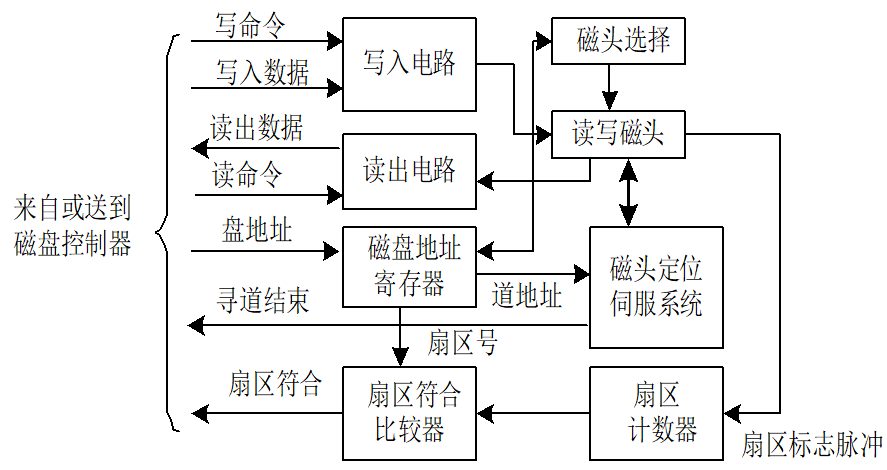 写命令
写入数据
写入电路
磁头选择
读出数据
读命令
读出电路
读写磁头
来自或送到
磁盘控制器
盘地址
磁盘地址
寄存器
道地址
磁头定位
伺服系统
寻道结束
扇区号
扇区符合
扇区符合
比较器
扇区
计数器
扇区标志脉冲